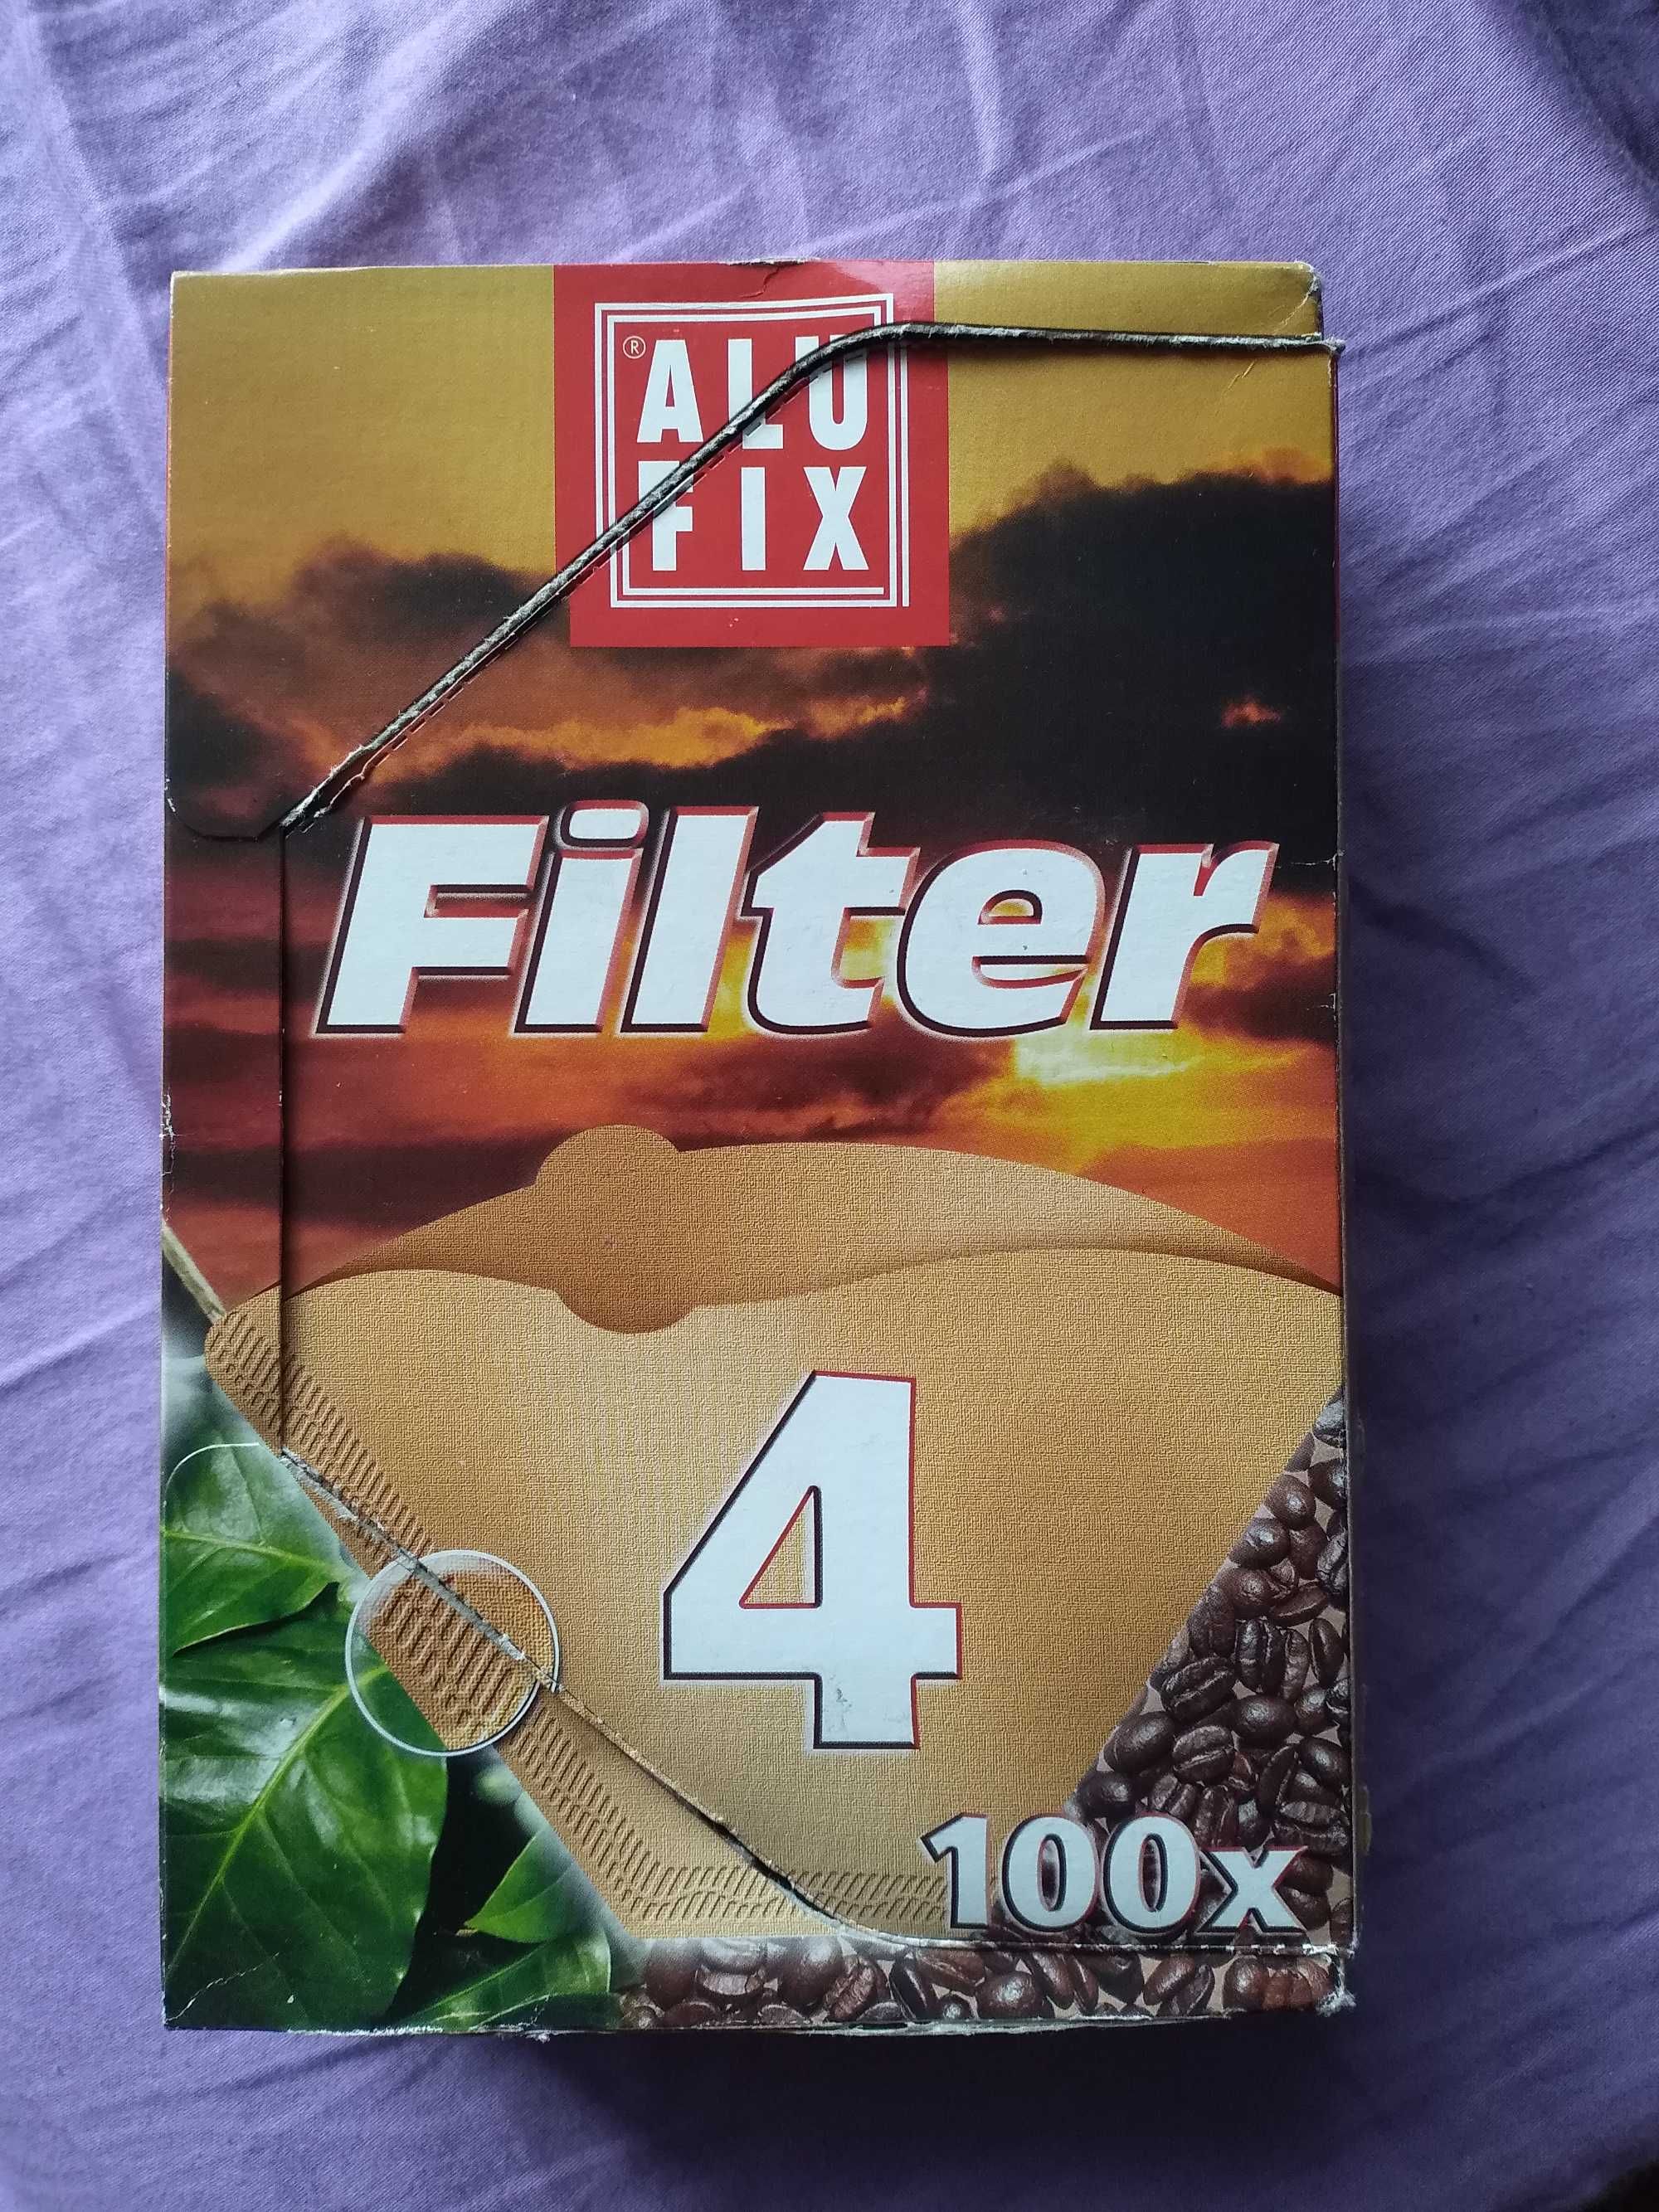 ®
ALU
FIX
Filter
4
100x